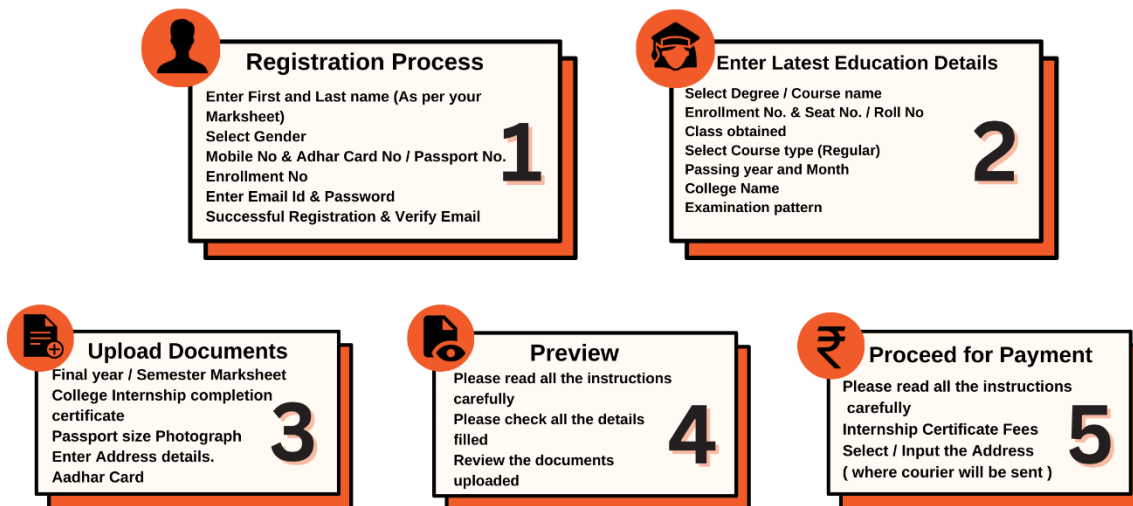 Registration Process
Enter First and Last name (As per your
Marksheet)
Select Gender
Mobile No & Adhar Card No / Passport No.
Enrollment No
Enter Email Id & Password
Successful Registration & Verify Email
1
Enter Latest Education Details
Select Degree / Course name
Enrollment No. & Seat No. / Roll No
Class obtained
Select Course type (Regular)
Passing year and Month
College Name
Examination pattern
2
Upload Documents
Final year / Semester Marksheet
College Internship completion
certificate
Passport size Photograph
Enter Address details.
Aadhar Card
3
Preview
Please read all the instructions
carefully
Please check all the details
filled
Review the documents
uploaded
4
₹
Proceed for Payment
Please read all the instructions
carefully
Internship Certificate Fees
Select / Input the Address
( where courier will be sent )
5